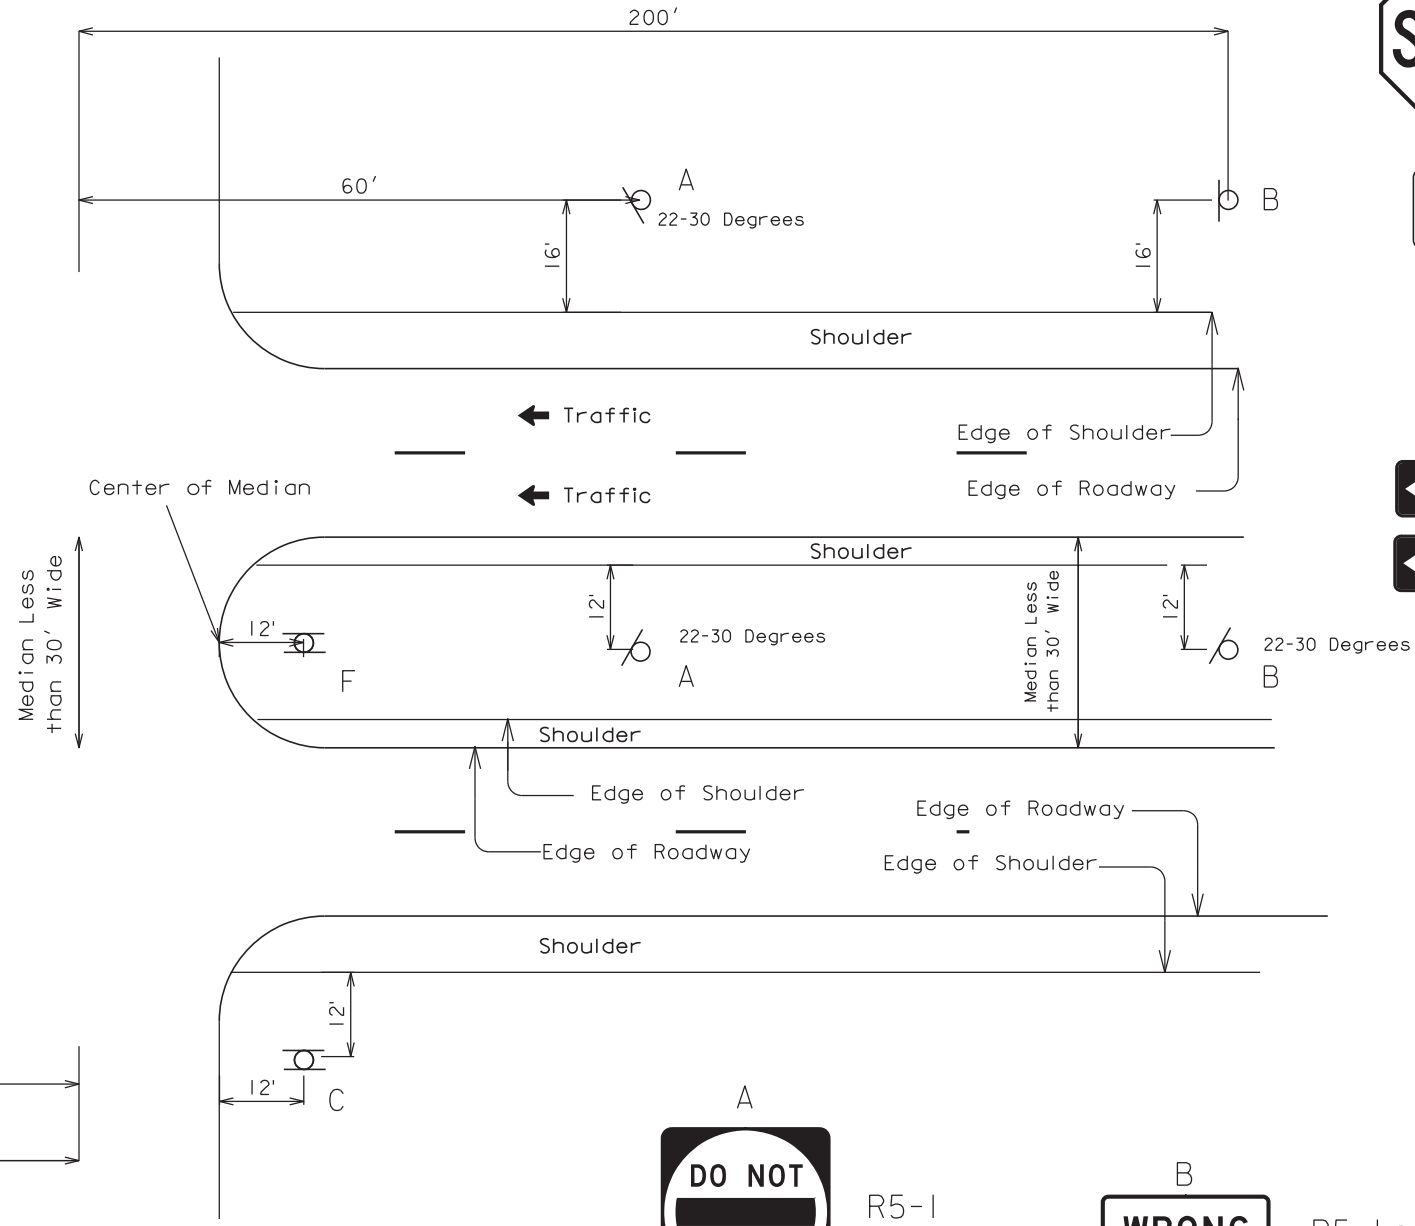 200'
S
60'
A
22-30 Degrees
B
16'
16'
Shoulder
Traffic
Edge of Shoulder
Center of Median
Traffic
Edge of Roadway
Shoulder
Median Less
than 30' Wide
12'
F
12'
22-30 Degrees
A
Median Less
than 30' Wide
12'
22-30 Degrees
B
Shoulder
Edge of Shoulder
Edge of Roadway
Edge of Roadway
Edge of Shoulder
Shoulder
12'
12'
C
A
DO NOT
R5-1
B
WRONG